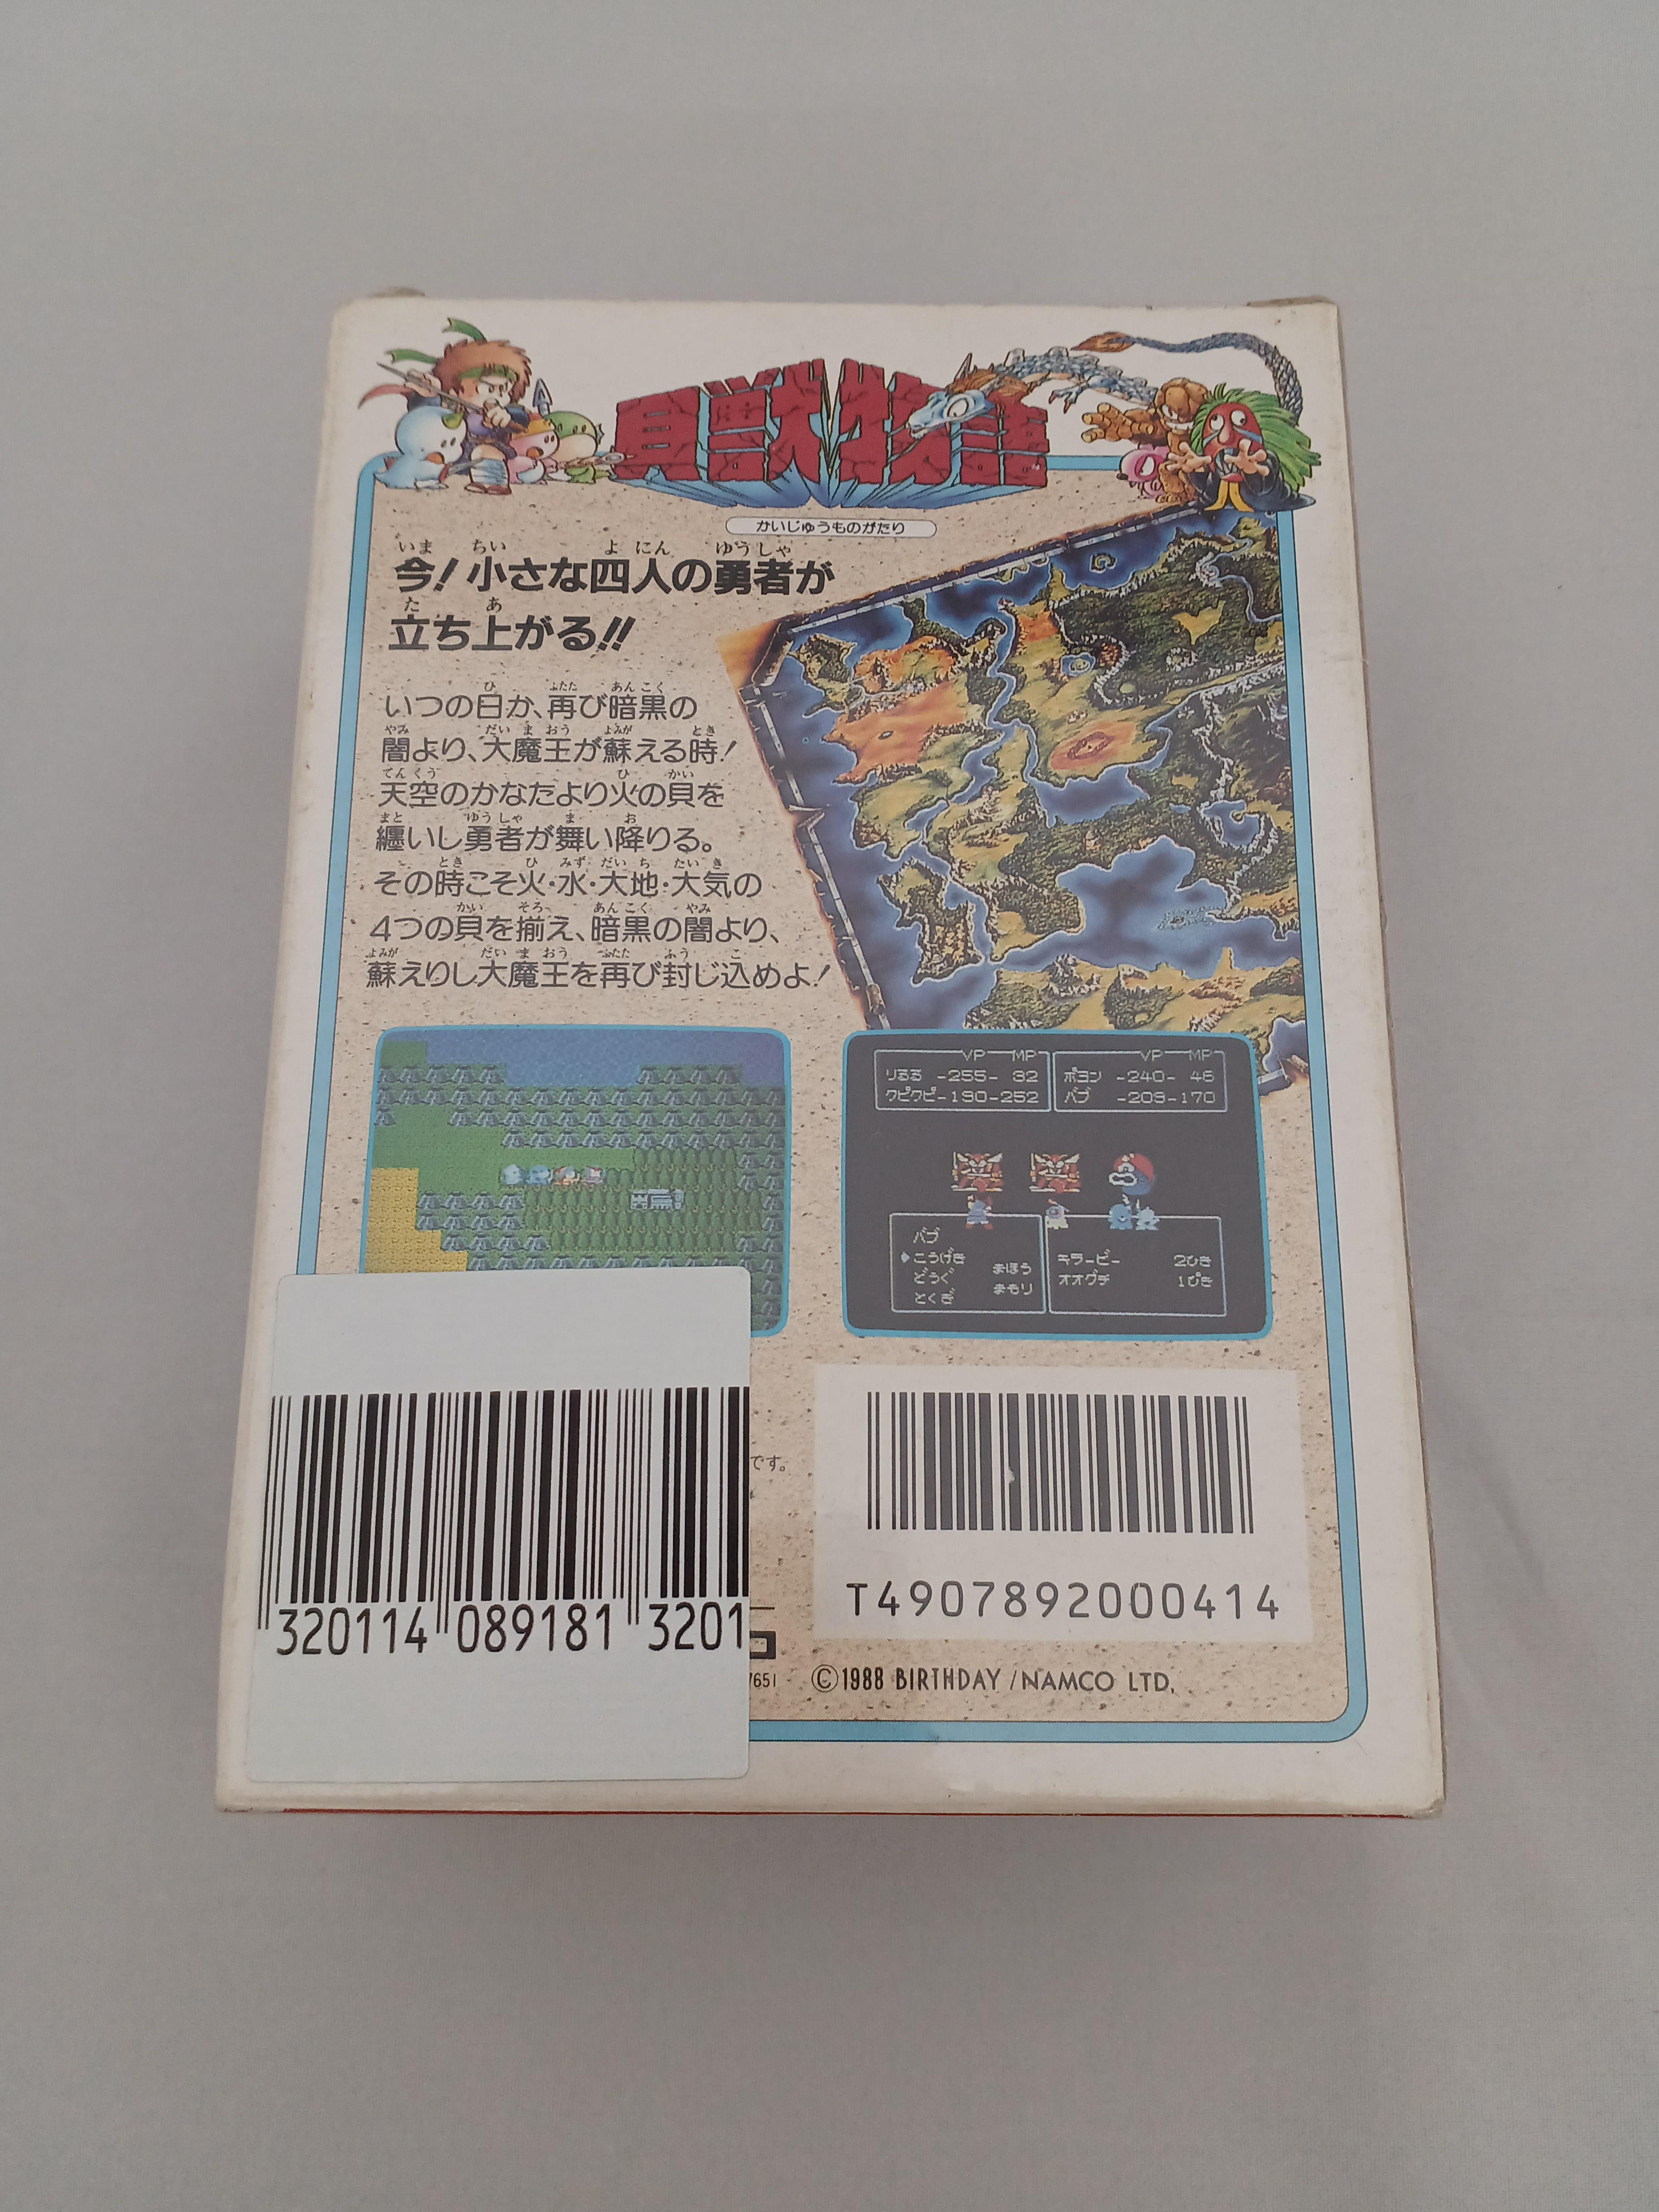 貝獣物語
かいじゅうものがたり
今！小さな四人の勇者が
立ち上がる!!
いつの日か、再び暗黒の
闇より、大魔王が蘇える時！
天空のかなたより火の貝を
纏いし勇者が舞い降りる。
その時こそ火・水・大地・大気の
4つの貝を揃え、暗黒の闇より、
蘇えりし大魔王を再び封じ込めよ！
VP MP
りるる -255- 32
クピクピ-190-252
VP MP
ポヨン -240- 46
バブ -209-170
バブ
こうげき まほう
どうぐ まもり
とくぎ
キラービー 2ひき
オオグチ 1ぴき
です。
320114 089181 3201
T4907892000414
7651
©1988 BIRTHDAY/NAMCO LTD.